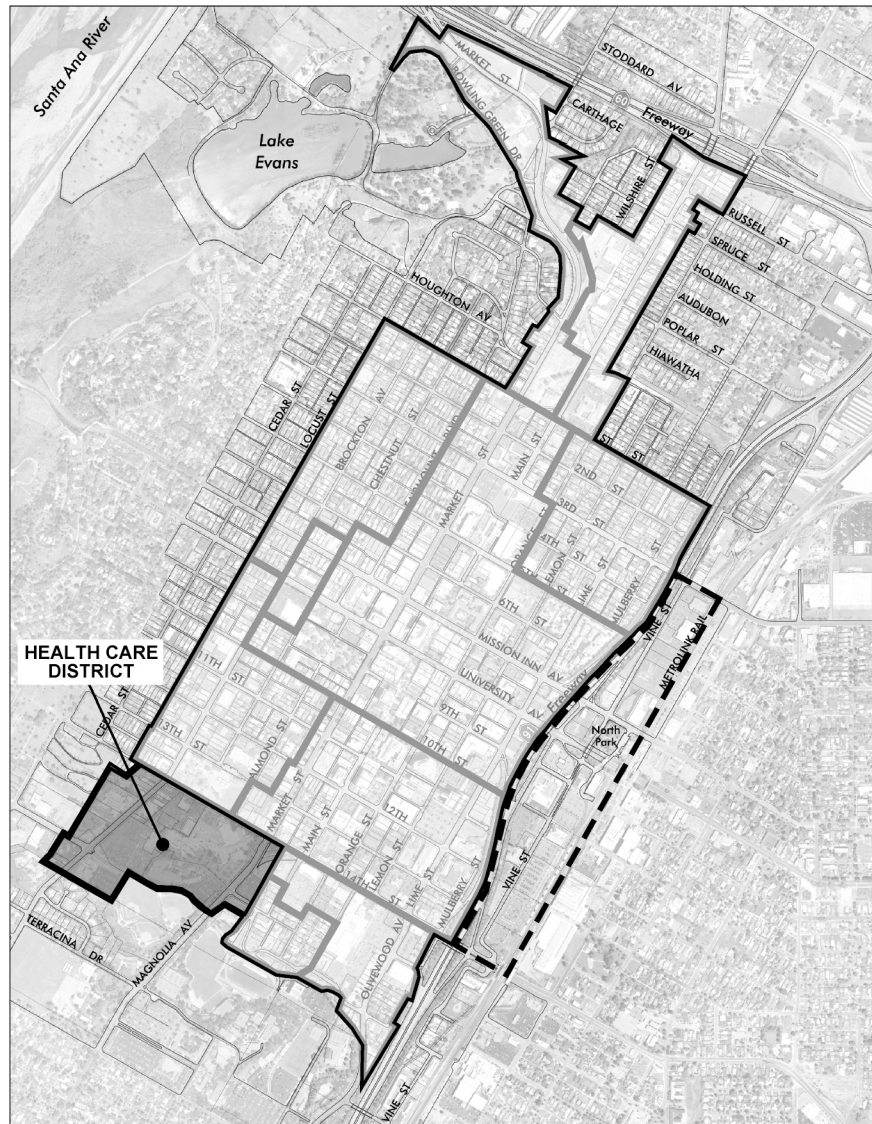 Santa Ana River
Lake
Evans
MARKET ST
BOWLING GREEN DR
STODDARD AV
60
Freeway
CARTHAGE
WILSHIRE ST
RUSSELL ST
SPRUCE ST
HOLDING ST
AUDUBON
POPLAR ST
HIAWATHA
HOUGHTON AV
CEDAR ST
LOCUST ST
BROCKTON AV
CHESTNUT ST
MARKET ST
MAIN ST
2ND ST
3RD ST
4TH ST
ORANGE ST
LEMON ST
LIME ST
MULBERRY ST
6TH ST
MISSION INN AV
UNIVERSITY AV
9TH ST
10TH ST
Freeway
VINE ST
METROLINK RAIL
North
Park
HEALTH CARE
DISTRICT
CEDAR ST
11TH ST
13TH ST
ALMOND ST
MARKET ST
MAIN ST
12TH
ORANGE ST
LEMON ST
LIME ST
MULBERRY ST
14TH ST
VINE ST
OLIVEWOOD AV
TERRACINA DR
MAGNOLIA AV
VINE ST